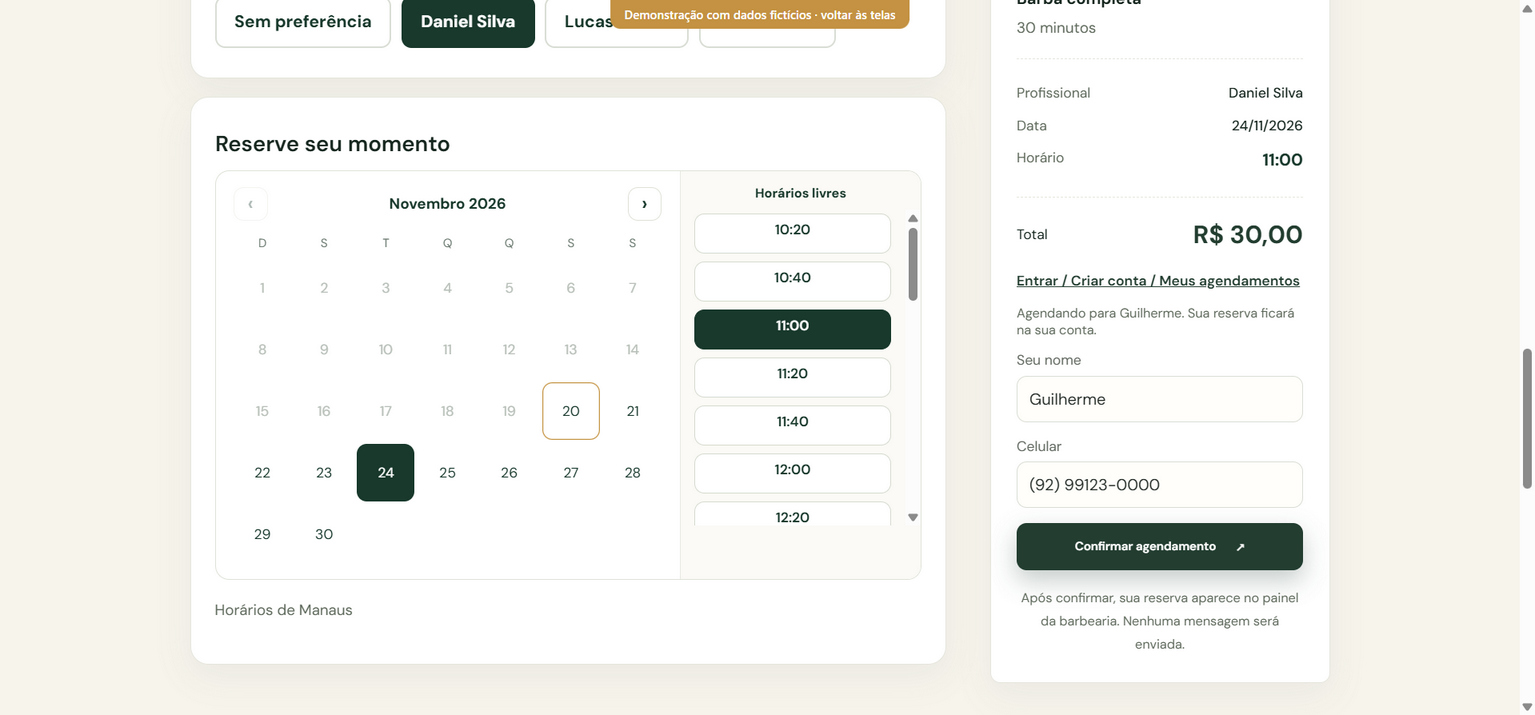 Sem preferência
Daniel Silva
Lucas
Demonstração com dados fictícios · voltar às telas
Reserve seu momento
‹
Novembro 2026
›
D S T Q Q S S
1 2 3 4 5 6 7
8 9 10 11 12 13 14
15 16 17 18 19 20 21
22 23 24 25 26 27 28
29 30
Horários livres
10:20
10:40
11:00
11:20
11:40
12:00
12:20
Horários de Manaus
Barba completa
30 minutos
Profissional Daniel Silva
Data 24/11/2026
Horário 11:00
Total R$ 30,00
Entrar / Criar conta / Meus agendamentos
Agendando para Guilherme. Sua reserva ficará
na sua conta.
Seu nome
Guilherme
Celular
(92) 99123-0000
Confirmar agendamento ↗
Após confirmar, sua reserva aparece no painel
da barbearia. Nenhuma mensagem será
enviada.